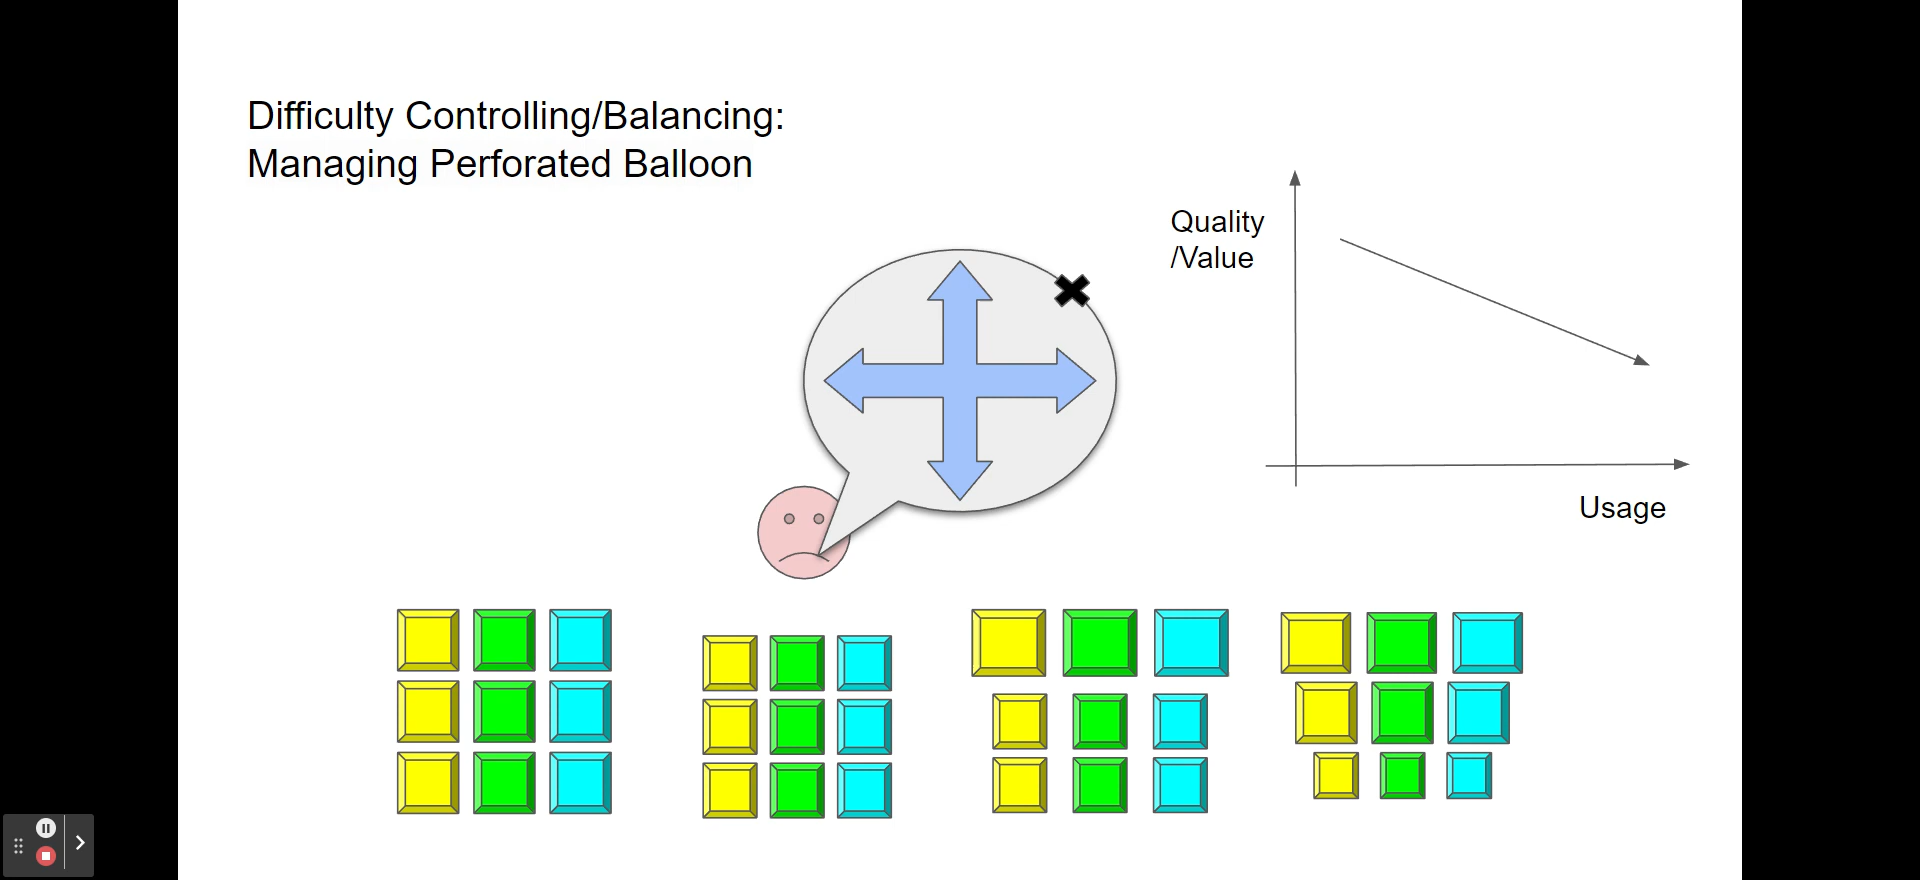 Difficulty Controlling/Balancing:
Managing Perforated Balloon
Quality
/Value
Usage